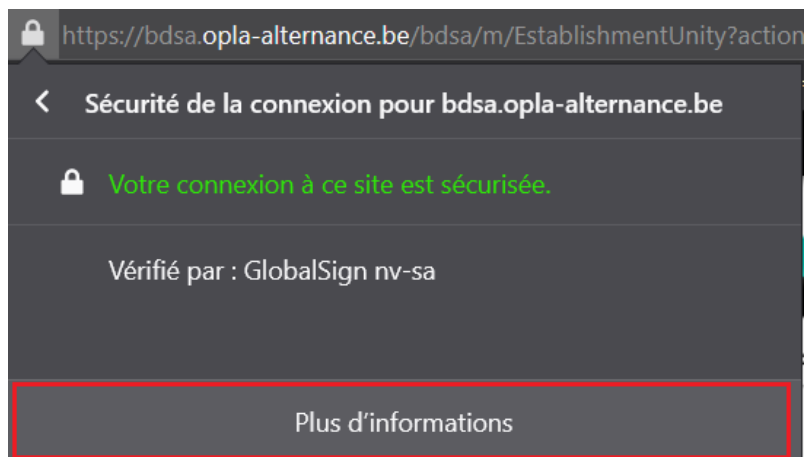 https://bdsa.opla-alternance.be/bdsa/m/EstablishmentUnity?action
Sécurité de la connexion pour bdsa.opla-alternance.be
Votre connexion à ce site est sécurisée.
Vérifié par : GlobalSign nv-sa
Plus d’informations